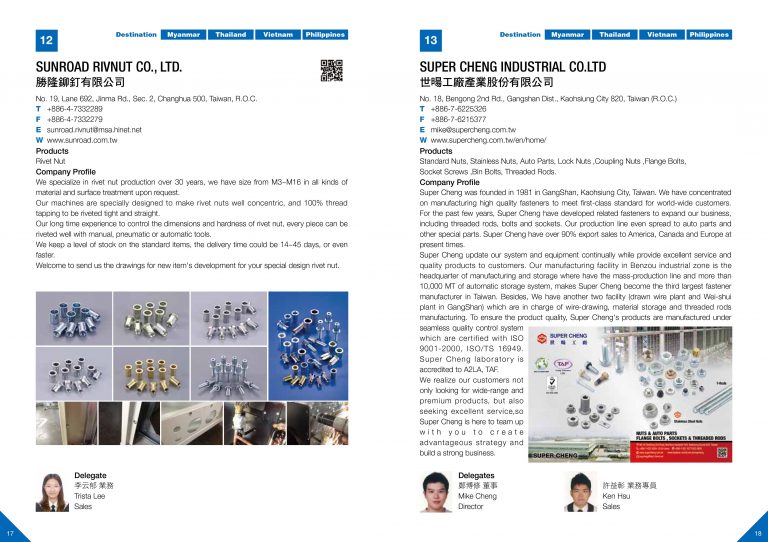 12
Destination Myanmar Thailand Vietnam Philippines
SUNROAD RIVNUT CO., LTD.
勝隆鉚釘有限公司
No. 19, Lane 692, Jinma Rd., Sec. 2, Changhua 500, Taiwan, R.O.C.
T +886-4-7332289
F +886-4-7332279
E sunroad.rivnut@msa.hinet.net
W www.sunroad.com.tw
Products
Rivet Nut
Company Profile
We specialize in rivet nut production over 30 years, we have size from M3~M16 in all kinds of
material and surface treatment upon request.
Our machines are specially designed to make rivet nuts well concentric, and 100% thread
tapping to be riveted tight and straight.
Our long time experience to control the dimensions and hardness of rivet nut, every piece can be
riveted well with manual, pneumatic or automatic tools.
We keep a level of stock on the standard items, the delivery time could be 14~45 days, or even
faster.
Welcome to send us the drawings for new item's development for your special design rivet nut.
Delegate
李云郁 業務
Trista Lee
Sales
17
13
Destination Myanmar Thailand Vietnam Philippines
SUPER CHENG INDUSTRIAL CO.LTD
世鍚工廠產業股份有限公司
No. 18, Bengong 2nd Rd., Gangshan Dist., Kaohsiung City 820, Taiwan (R.O.C.)
T +886-7-6225326
F +886-7-6215377
E mike@supercheng.com.tw
W www.supercheng.com.tw/en/home/
Products
Standard Nuts, Stainless Nuts, Auto Parts, Lock Nuts ,Coupling Nuts ,Flange Bolts,
Socket Screws ,Bin Bolts, Threaded Rods.
Company Profile
Super Cheng was founded in 1981 in GangShan, Kaohsiung City, Taiwan. We have concentrated
on manufacturing high quality fasteners to meet first-class standard for world-wide customers.
For the past few years, Super Cheng have developed related fasteners to expand our business,
including threaded rods, bolts and sockets. Our production line even spread to auto parts and
other special parts. Super Cheng have over 90% export sales to America, Canada and Europe at
present times.
Super Cheng update our system and equipment continually while provide excellent service and
quality products to customers. Our manufacturing facility in Benzou industrial zone is the
headquarter of manufacturing and storage where have the mass-production line and more than
10,000 MT of automatic storage system, makes Super Cheng become the third largest fastener
manufacturer in Taiwan. Besides, We have another two facility (drawn wire plant and Wei-shui
plant in GangShan) which are in charge of wire-drawing, material storage and threaded rods
manufacturing. To ensure the product quality, Super Cheng's products are manufactured under
seamless quality control system
which are certified with ISO
9001-2000, ISO/TS 16949.
Super Cheng laboratory is
accredited to A2LA, TAF.
We realize our customers not
only looking for wide-range and
premium products, but also
seeking excellent service,so
Super Cheng is here to team up
with you to create
advantageous strategy and
build a strong business.
SUPER CHENG
TAF
Stainless Steel Nuts
SUPER CHENG
NUTS & AUTO PARTS
FLANGE BOLTS , SOCKETS & THREADED RODS
Delegates
鄭博修 董事
Mike Cheng
Director
許益彰 業務專員
Ken Hsu
Sales
18